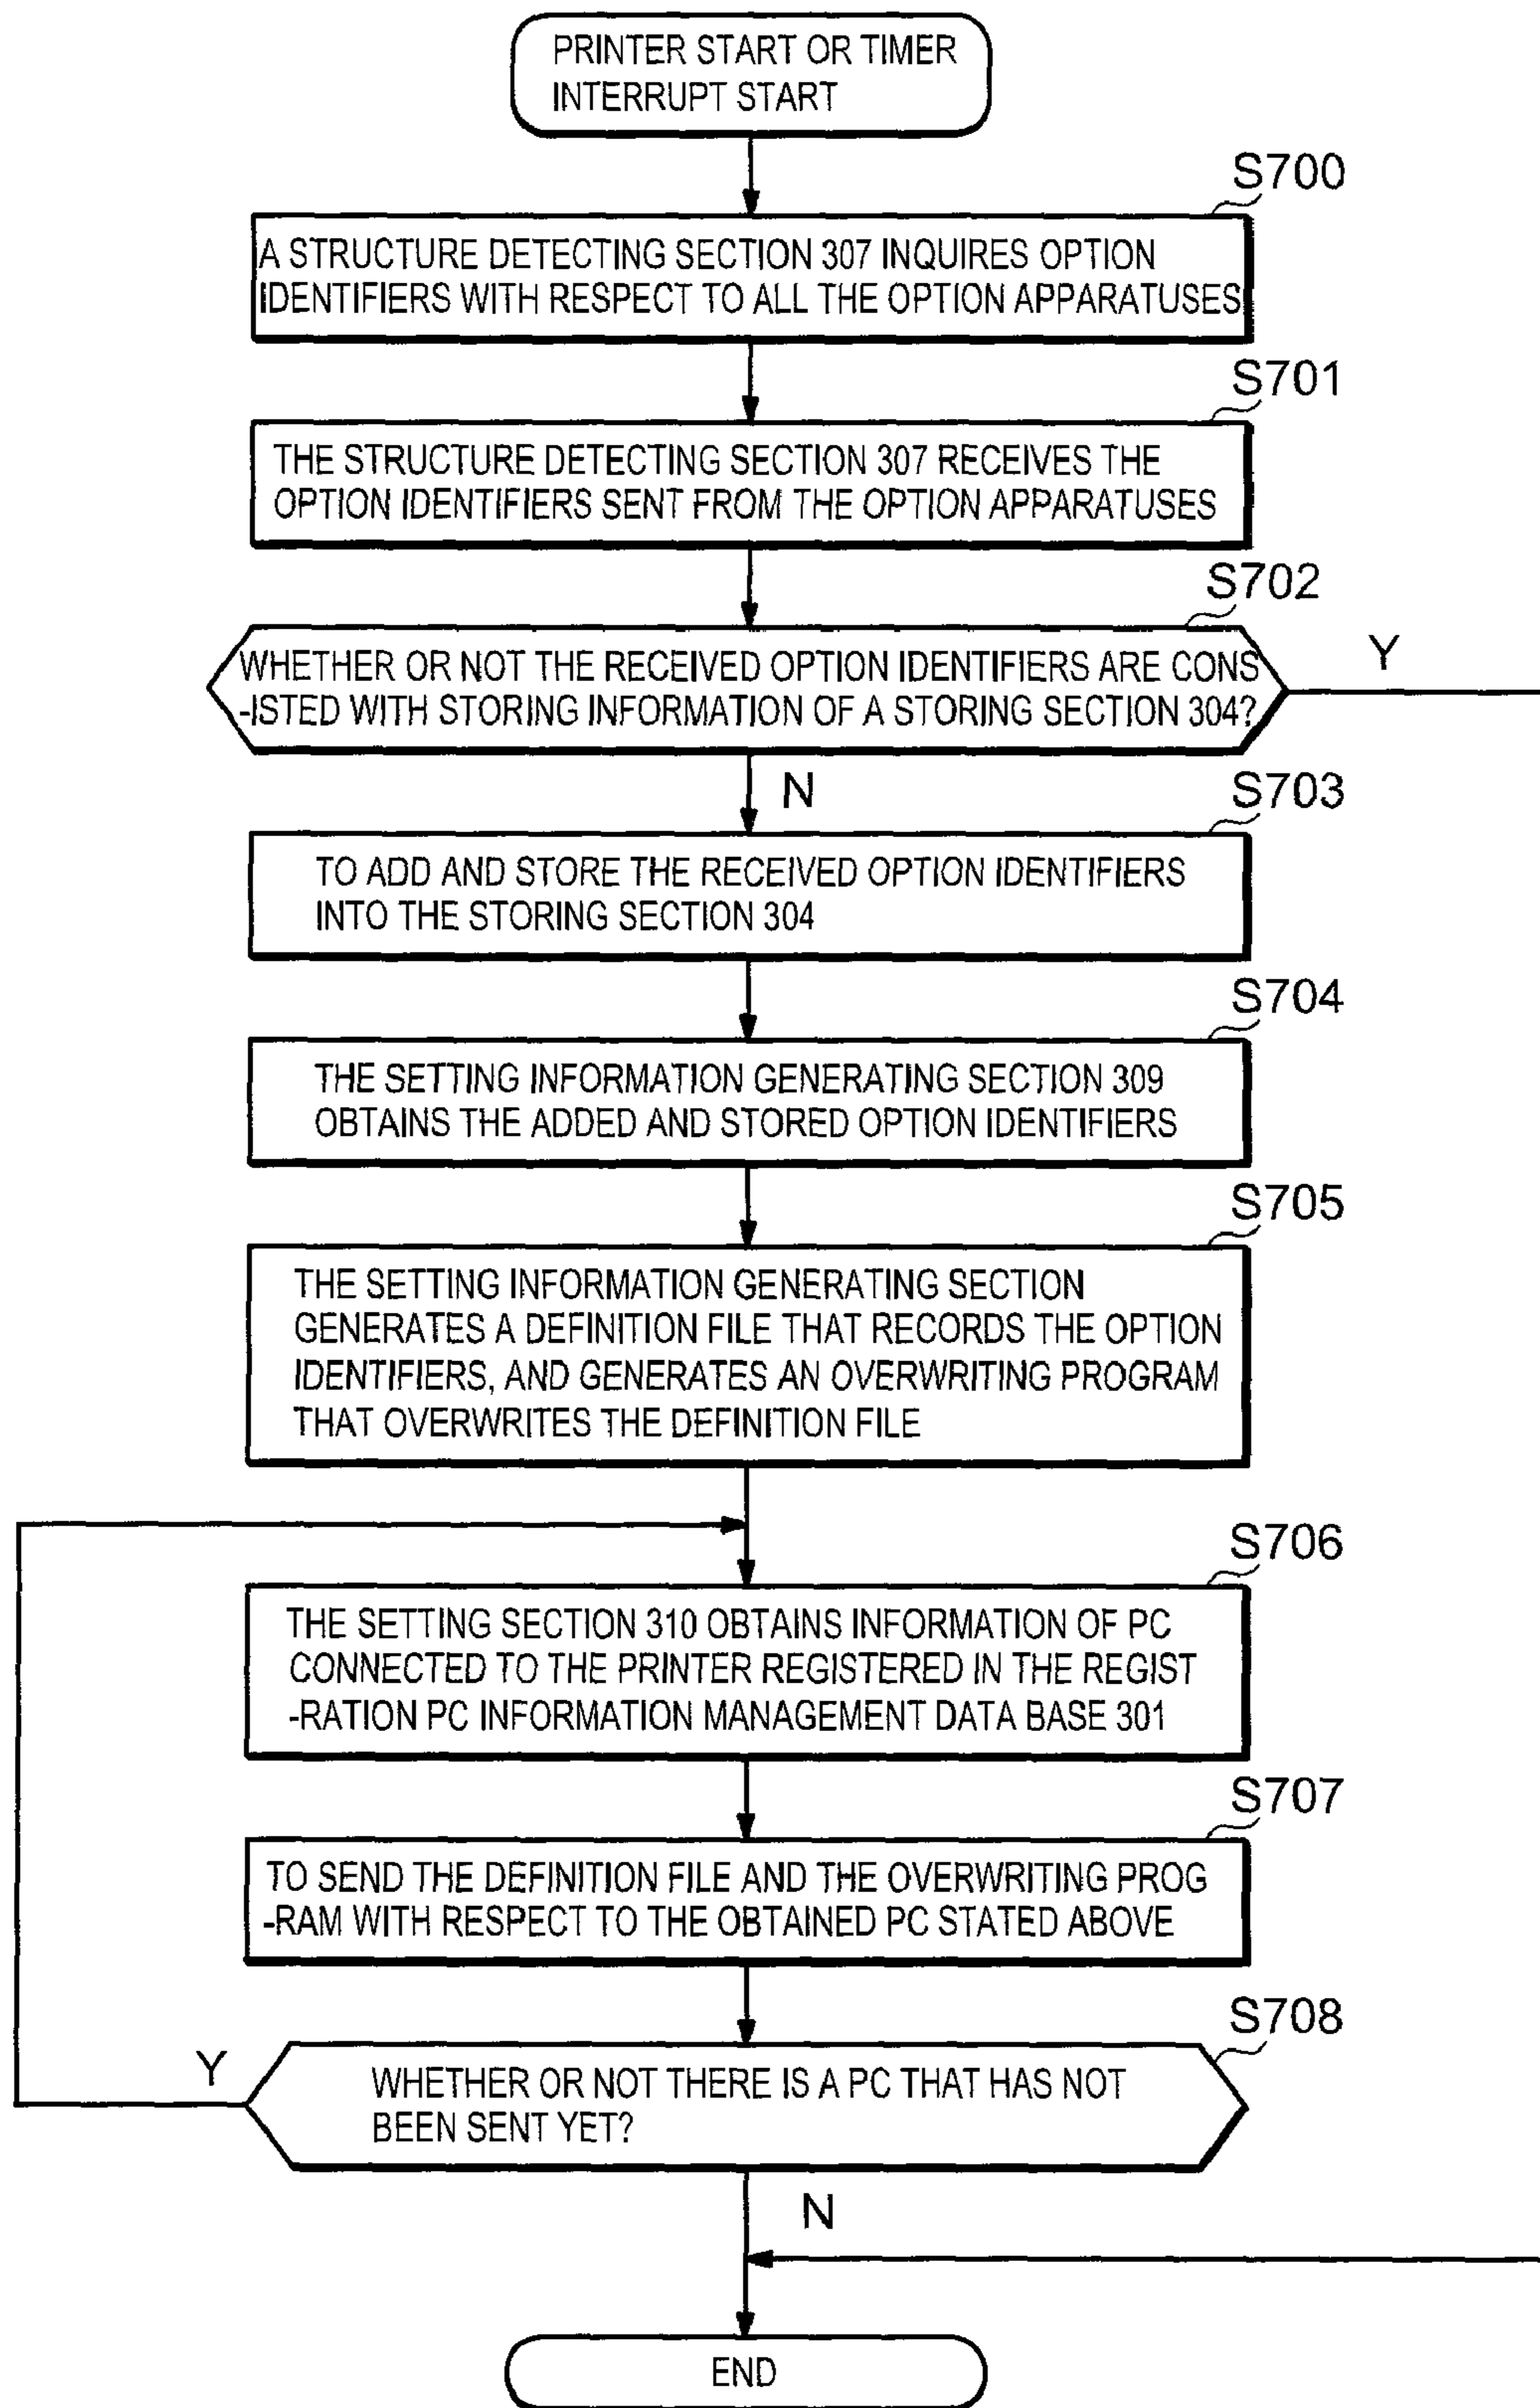 PRINTER START OR TIMER
INTERRUPT START
S700
A STRUCTURE DETECTING SECTION 307 INQUIRES OPTION
IDENTIFIERS WITH RESPECT TO ALL THE OPTION APPARATUSES
S701
THE STRUCTURE DETECTING SECTION 307 RECEIVES THE
OPTION IDENTIFIERS SENT FROM THE OPTION APPARATUSES
S702
WHETHER OR NOT THE RECEIVED OPTION IDENTIFIERS ARE CONS
-ISTED WITH STORING INFORMATION OF A STORING SECTION 304?
Y
N
S703
TO ADD AND STORE THE RECEIVED OPTION IDENTIFIERS
INTO THE STORING SECTION 304
S704
THE SETTING INFORMATION GENERATING SECTION 309
OBTAINS THE ADDED AND STORED OPTION IDENTIFIERS
S705
THE SETTING INFORMATION GENERATING SECTION
GENERATES A DEFINITION FILE THAT RECORDS THE OPTION
IDENTIFIERS, AND GENERATES AN OVERWRITING PROGRAM
THAT OVERWRITES THE DEFINITION FILE
S706
THE SETTING SECTION 310 OBTAINS INFORMATION OF PC
CONNECTED TO THE PRINTER REGISTERED IN THE REGIST
-RATION PC INFORMATION MANAGEMENT DATA BASE 301
S707
TO SEND THE DEFINITION FILE AND THE OVERWRITING PROG
-RAM WITH RESPECT TO THE OBTAINED PC STATED ABOVE
S708
Y
WHETHER OR NOT THERE IS A PC THAT HAS NOT
BEEN SENT YET?
N
END